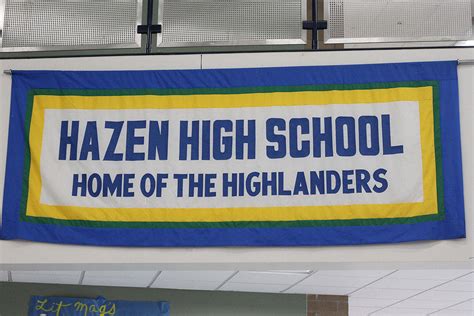 HAZEN HIGH SCHOOL
HOME OF THE HIGHLANDERS
Lit Mags